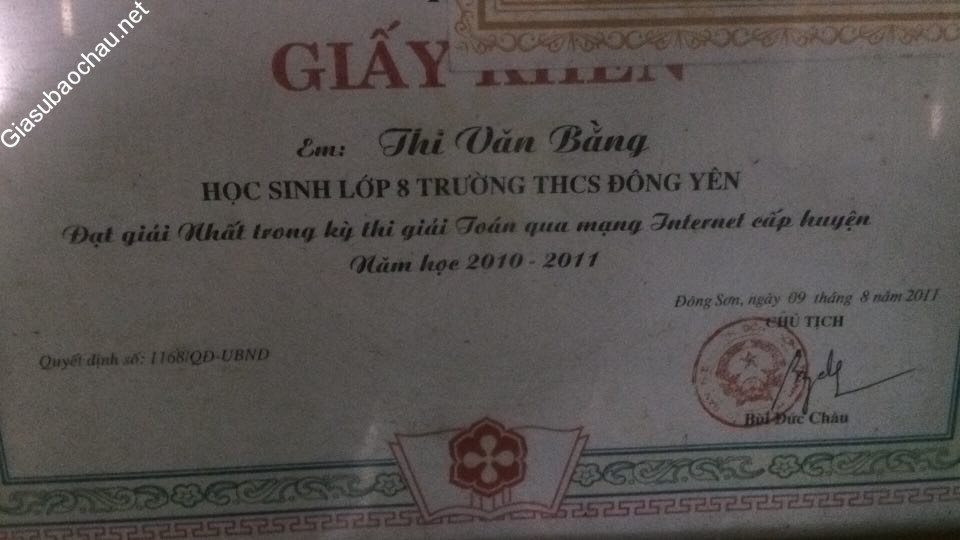 Giasubaochau.net
GIẤY KHEN
Em: Thi Văn Bằng
HỌC SINH LỚP 8 TRƯỜNG THCS ĐÔNG YÊN
Đạt giải Nhất trong kỳ thi giải Toán qua mạng Internet cấp huyện
Năm học 2010 - 2011
Đông Sơn, ngày 09 tháng 8 năm 2011
CHỦ TỊCH
Quyết định số: 1168/QĐ-UBND
Bùi Đức Châu